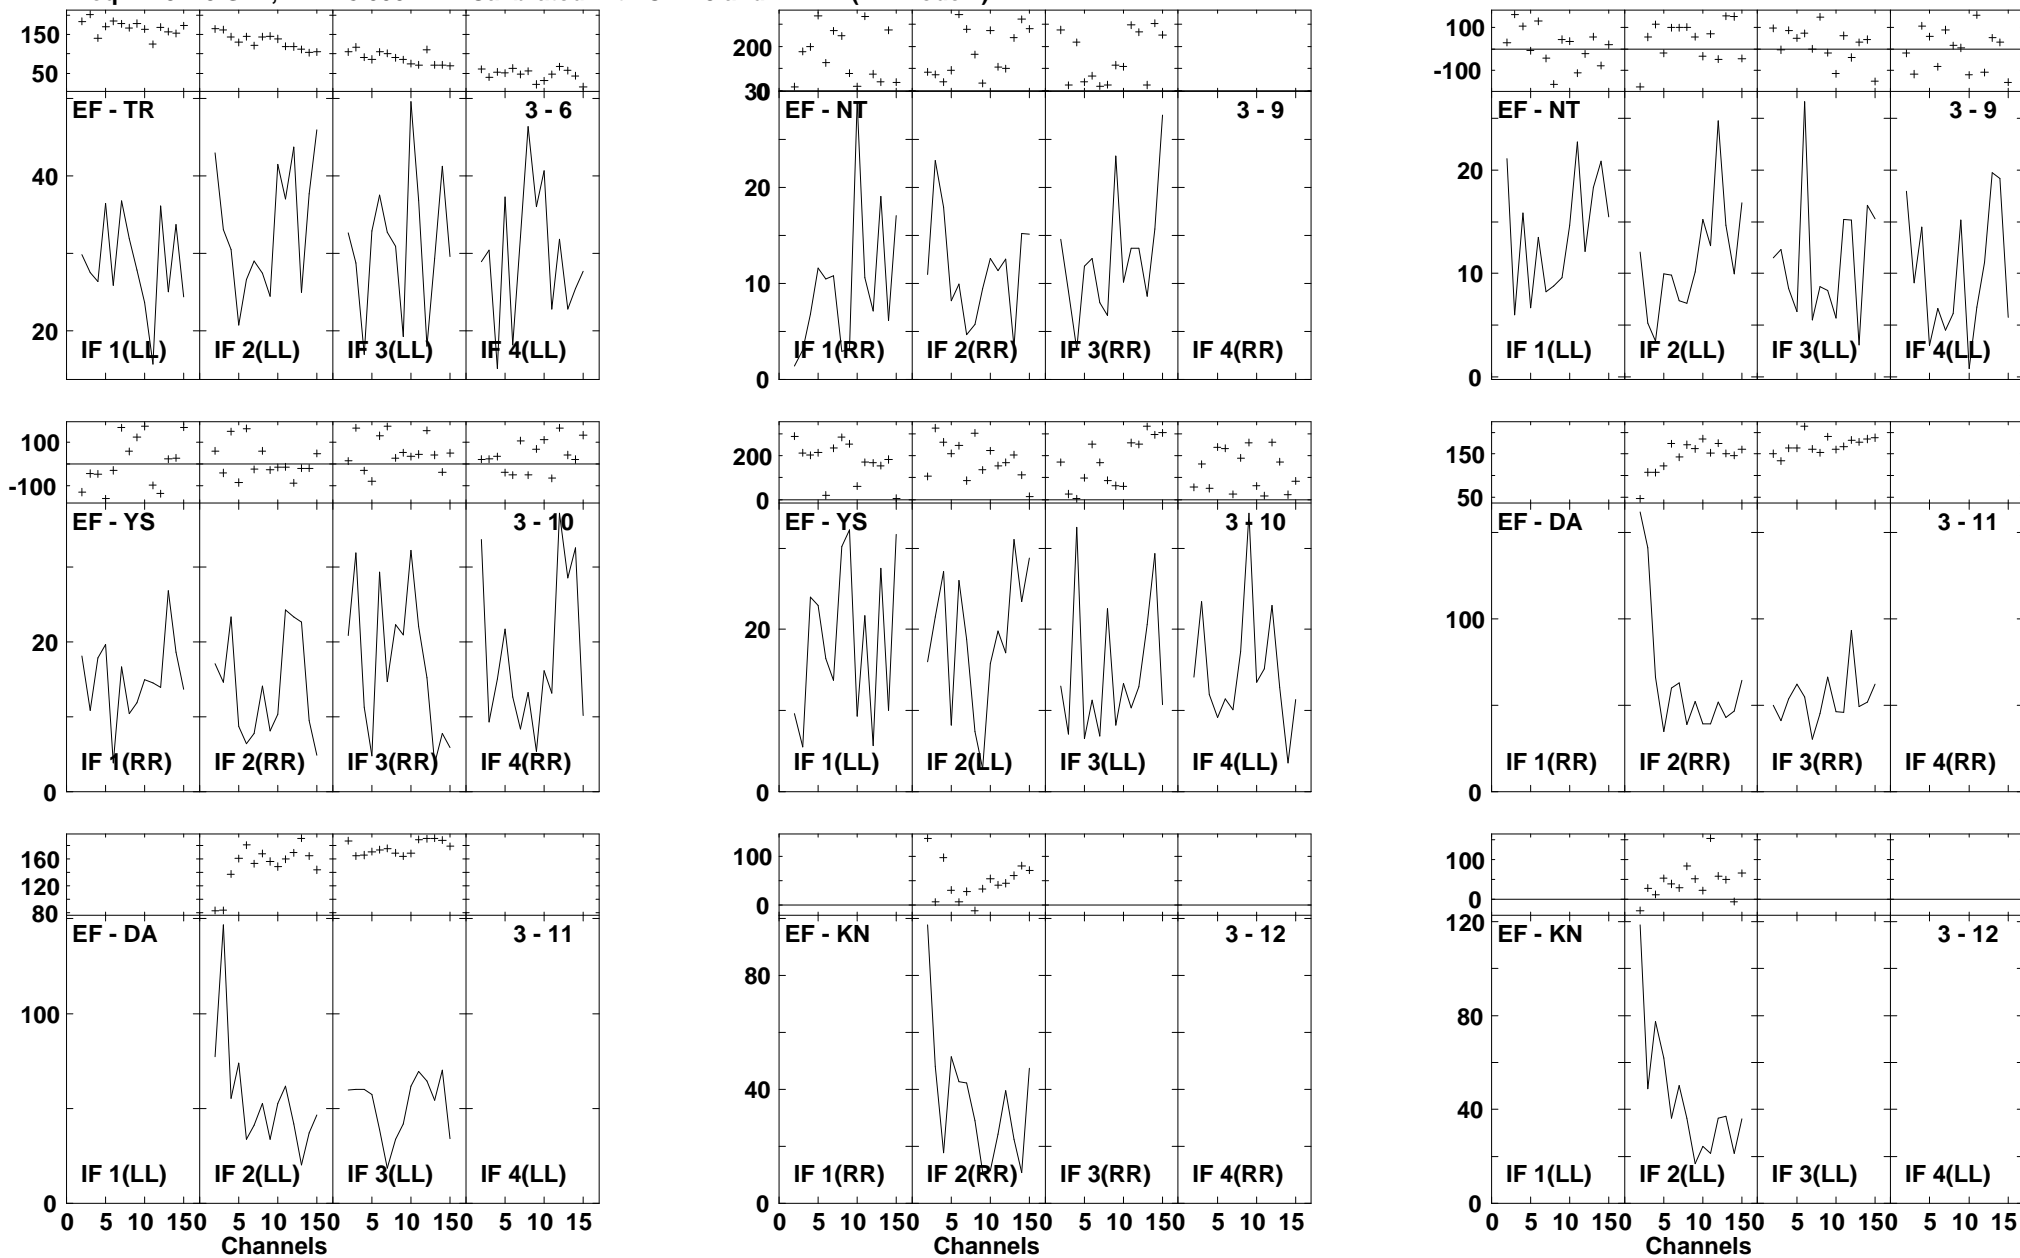 150
50
EF - TR
3 - 6
40
20
IF 1(LL)
IF 2(LL)
IF 3(LL)
IF 4(LL)
200
0
30
EF - NT
3 - 9
20
10
0
IF 1(RR)
IF 2(RR)
IF 3(RR)
IF 4(RR)
100
-100
EF - NT
3 - 9
20
10
0
IF 1(LL)
IF 2(LL)
IF 3(LL)
IF 4(LL)
100
-100
EF - YS
3 - 10
20
0
IF 1(RR)
IF 2(RR)
IF 3(RR)
IF 4(RR)
200
0
EF - YS
3 - 10
20
0
IF 1(LL)
IF 2(LL)
IF 3(LL)
IF 4(LL)
150
50
EF - DA
3 - 11
100
0
IF 1(RR)
IF 2(RR)
IF 3(RR)
IF 4(RR)
160
120
80
EF - DA
3 - 11
100
0
IF 1(LL)
IF 2(LL)
IF 3(LL)
IF 4(LL)
0 5 10 150 5 10 150 5 10 150 5 10 15
Channels
100
0
EF - KN
3 - 12
80
40
0
IF 1(RR)
IF 2(RR)
IF 3(RR)
IF 4(RR)
0 5 10 150 5 10 150 5 10 150 5 10 15
Channels
100
0
120
EF - KN
3 - 12
80
40
0
IF 1(LL)
IF 2(LL)
IF 3(LL)
IF 4(LL)
0 5 10 150 5 10 150 5 10 150 5 10 15
Channels